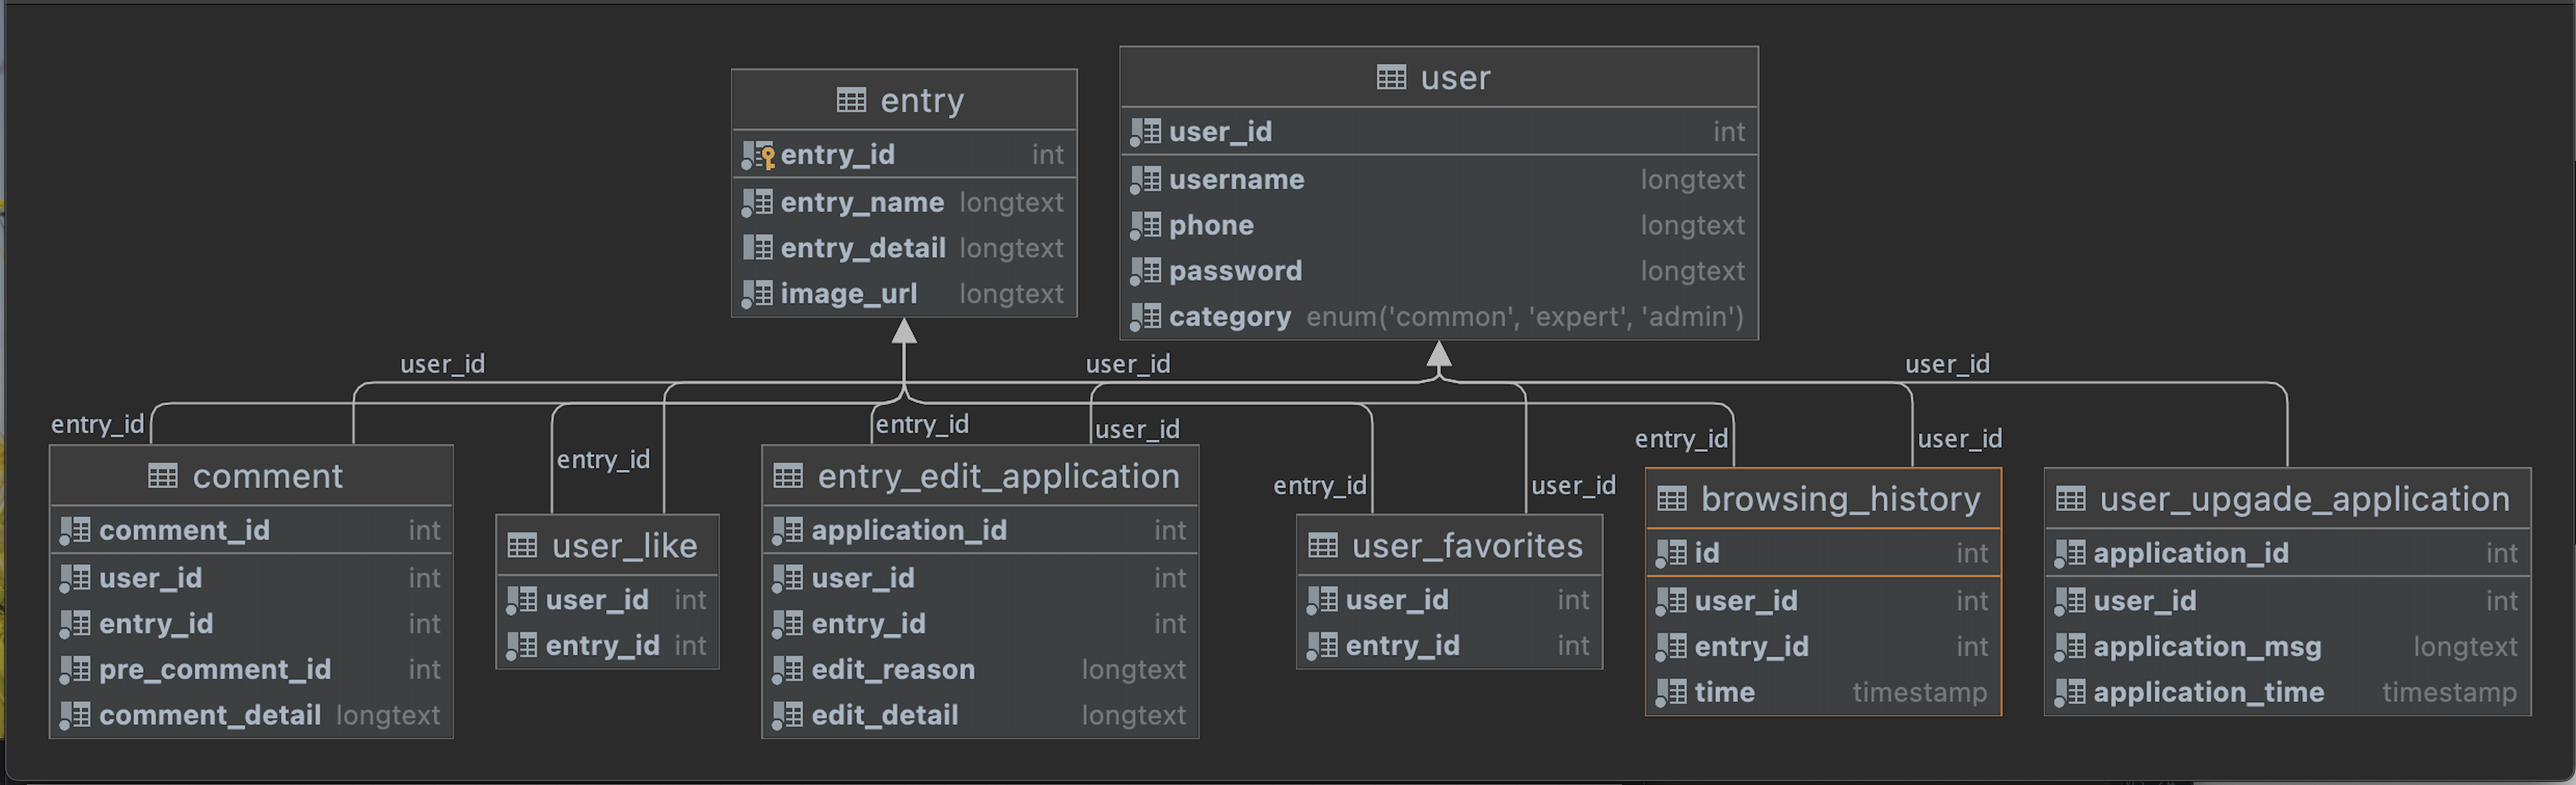 entry
entry_id int
entry_name longtext
entry_detail longtext
image_url longtext
user
user_id int
username longtext
phone longtext
password longtext
category enum('common', 'expert', 'admin')
user_id
user_id
user_id
entry_id
entry_id
entry_id
user_id
entry_id
user_id
entry_id
user_id
comment
comment_id int
user_id int
entry_id int
pre_comment_id int
comment_detail longtext
user_like
user_id int
entry_id int
entry_edit_application
application_id int
user_id int
entry_id int
edit_reason longtext
edit_detail longtext
user_favorites
user_id int
entry_id int
browsing_history
id int
user_id int
entry_id int
time timestamp
user_upgade_application
application_id int
user_id int
application_msg longtext
application_time timestamp